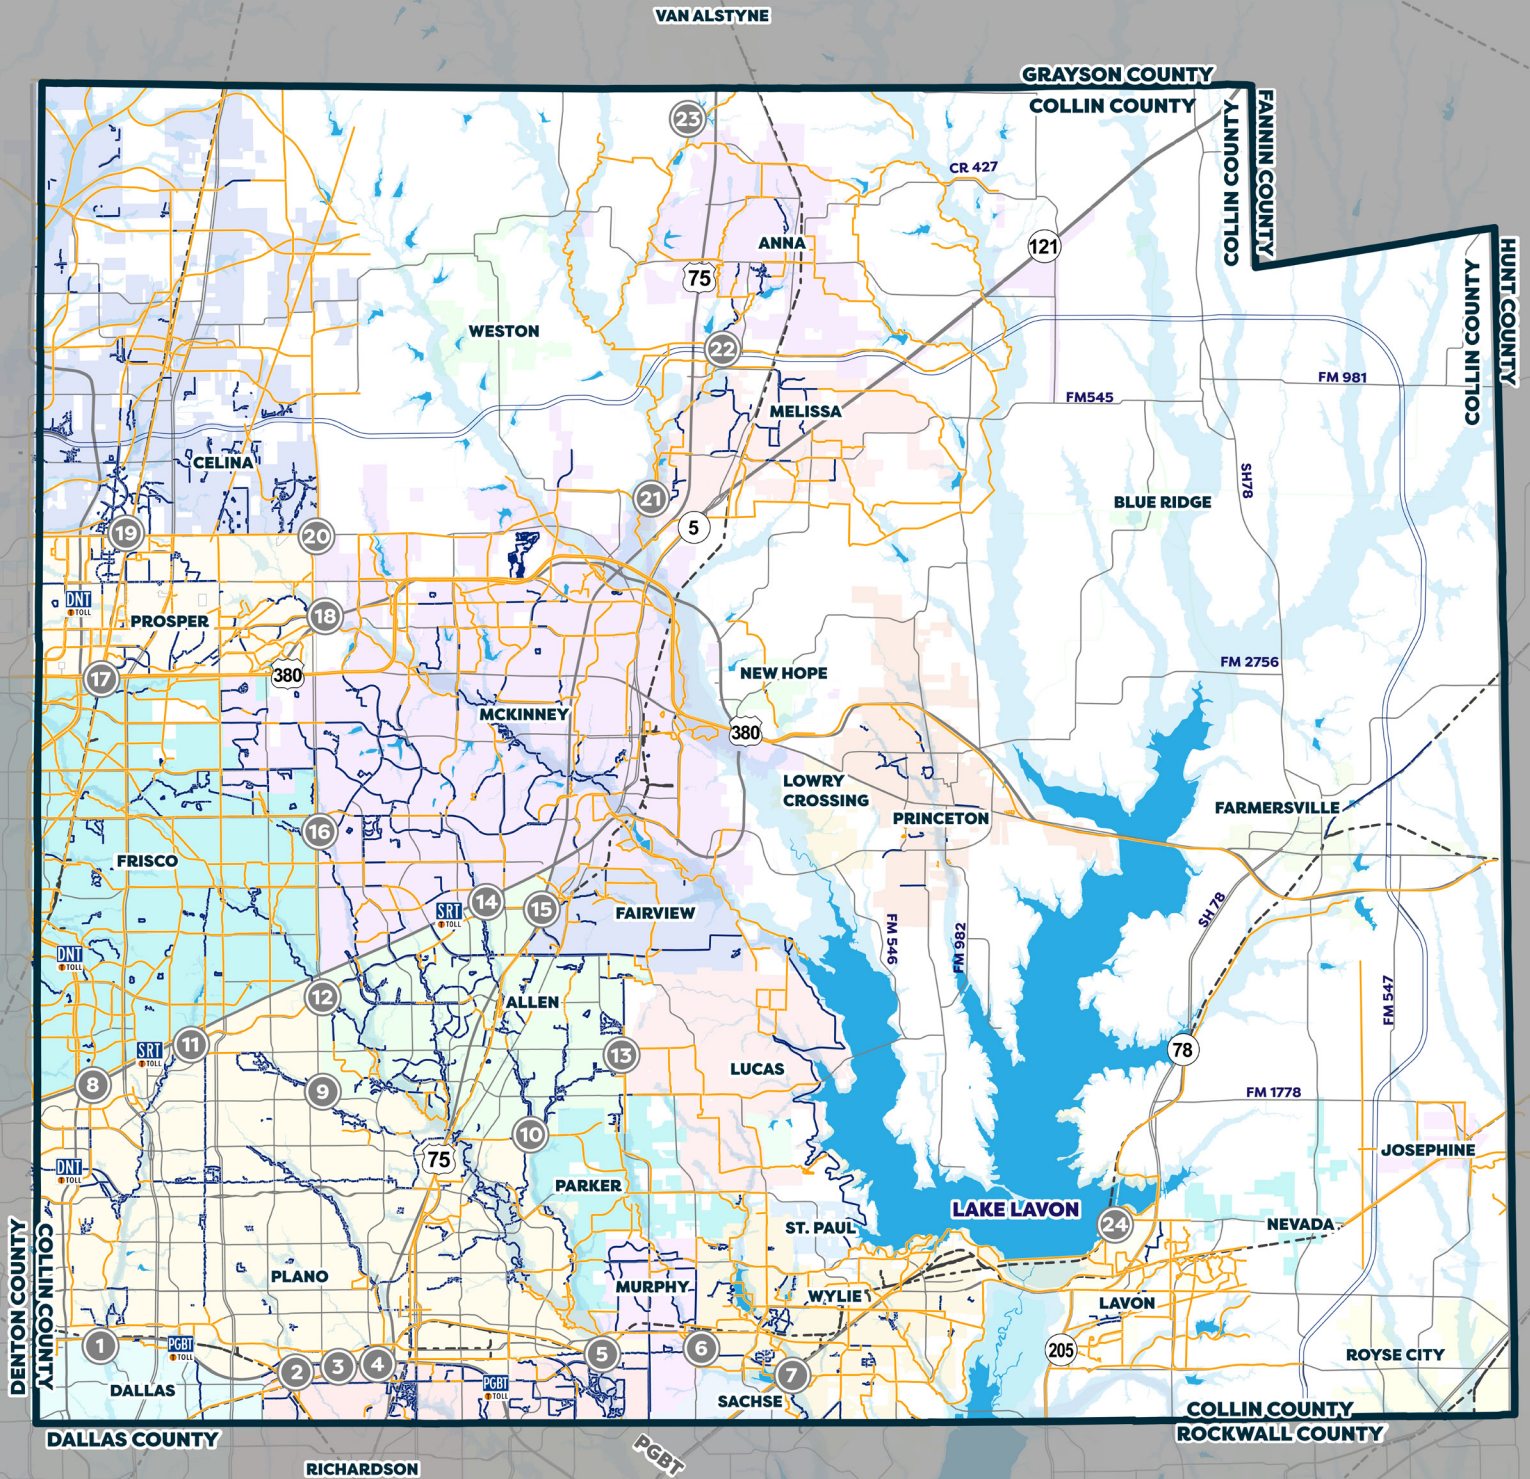 VAN ALSTYNE
GRAYSON COUNTY
COLLIN COUNTY
COLLIN COUNTY
FANNIN COUNTY
HUNT COUNTY
COLLIN COUNTY
23
CR 427
ANNA
121
75
WESTON
22
FM 981
FM545
MELISSA
CELINA
SH78
21
BLUE RIDGE
5
19
20
DNT
TOLL
PROSPER
18
FM 2756
17
380
NEW HOPE
MCKINNEY
380
LOWRY
CROSSING
FARMERSVILLE
PRINCETON
16
FRISCO
14
15
SRT
TOLL
FAIRVIEW
SH 78
FM 546
FM 982
DNT
TOLL
12
ALLEN
FM 547
11
SRT
TOLL
13
78
LUCAS
8
9
FM 1778
10
75
JOSEPHINE
DNT
TOLL
PARKER
LAKE LAVON
24
NEVADA
ST. PAUL
DENTON COUNTY
COLLIN COUNTY
PLANO
MURPHY
WYLIE
LAVON
1
PGBT
TOLL
2
3
4
5
6
7
205
ROYSE CITY
DALLAS
PGBT
TOLL
SACHSE
COLLIN COUNTY
ROCKWALL COUNTY
DALLAS COUNTY
PGBT
RICHARDSON